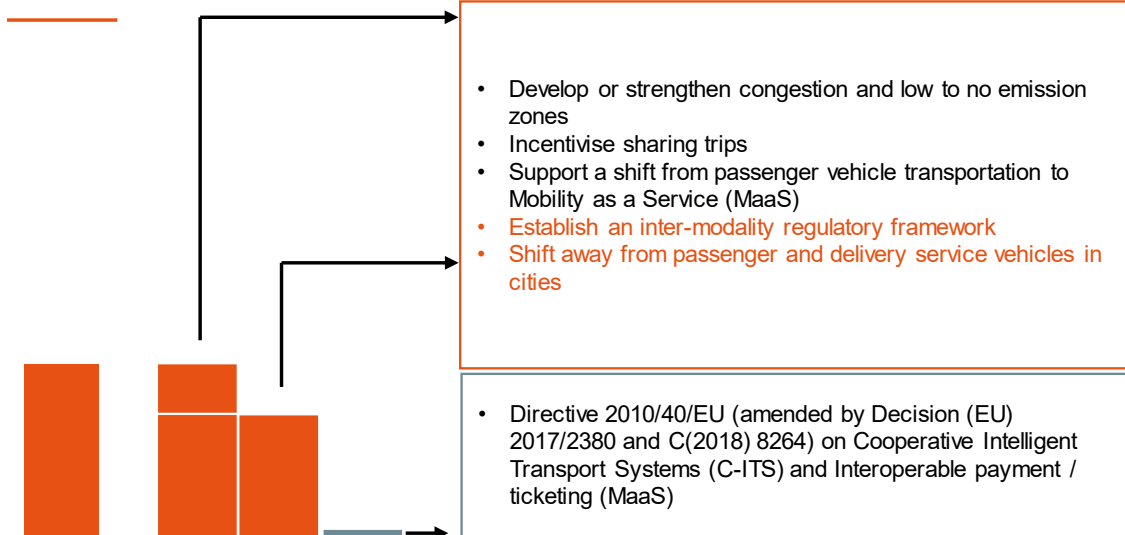 • Develop or strengthen congestion and low to no emission
zones
• Incentivise sharing trips
• Support a shift from passenger vehicle transportation to
Mobility as a Service (MaaS)
• Establish an inter-modality regulatory framework
• Shift away from passenger and delivery service vehicles in
cities
• Directive 2010/40/EU (amended by Decision (EU)
2017/2380 and C(2018) 8264) on Cooperative Intelligent
Transport Systems (C-ITS) and Interoperable payment /
ticketing (MaaS)